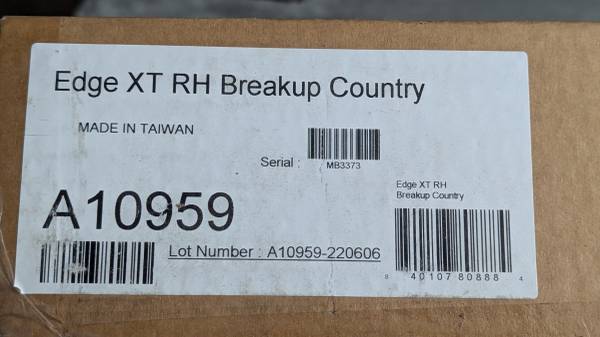 Edge XT RH Breakup Country
MADE IN TAIWAN
Serial :
MB3373
Edge XT RH
Breakup Country
A10959
Lot Number : A10959-220606
8 40107 80888 4